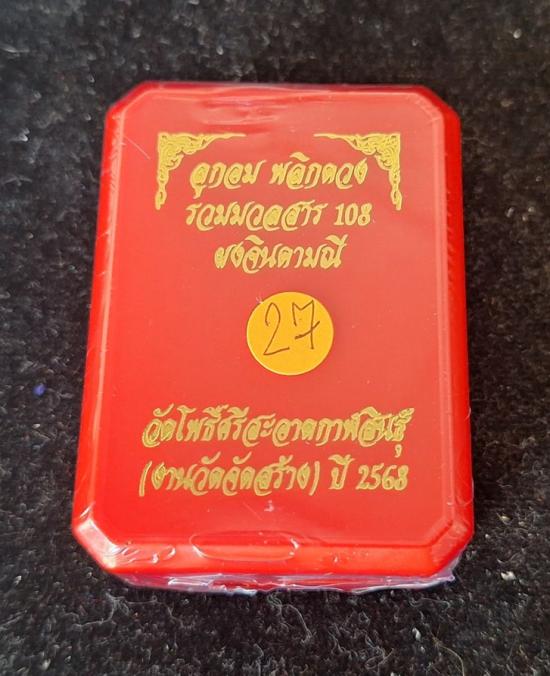 ลูกอม พลิกดวง
รวมมวลสาร 108
ผงจินดามณี
27
วัดโพธิ์ศรีสะอาดกาฬสินธุ์
(งานวัดจัดสร้าง) ปี 2568